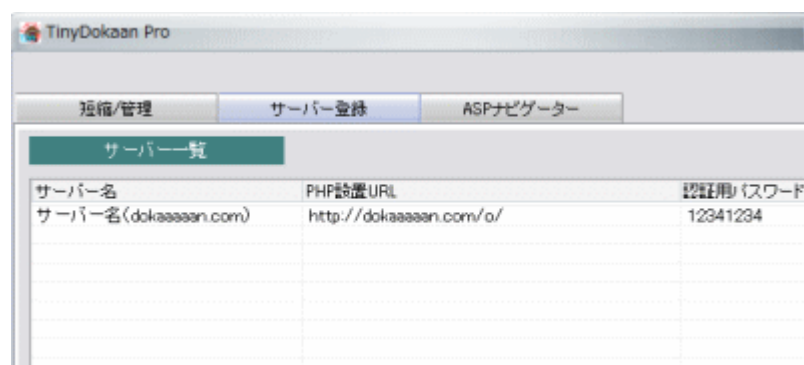 TinyDokaan Pro
短縮/管理 サーバー登録 ASPナビゲーター
サーバー一覧
サーバー名 PHP設置URL 認証用パスワード
サーバー名(dokaaaaan.com) http://dokaaaaan.com/o/ 12341234